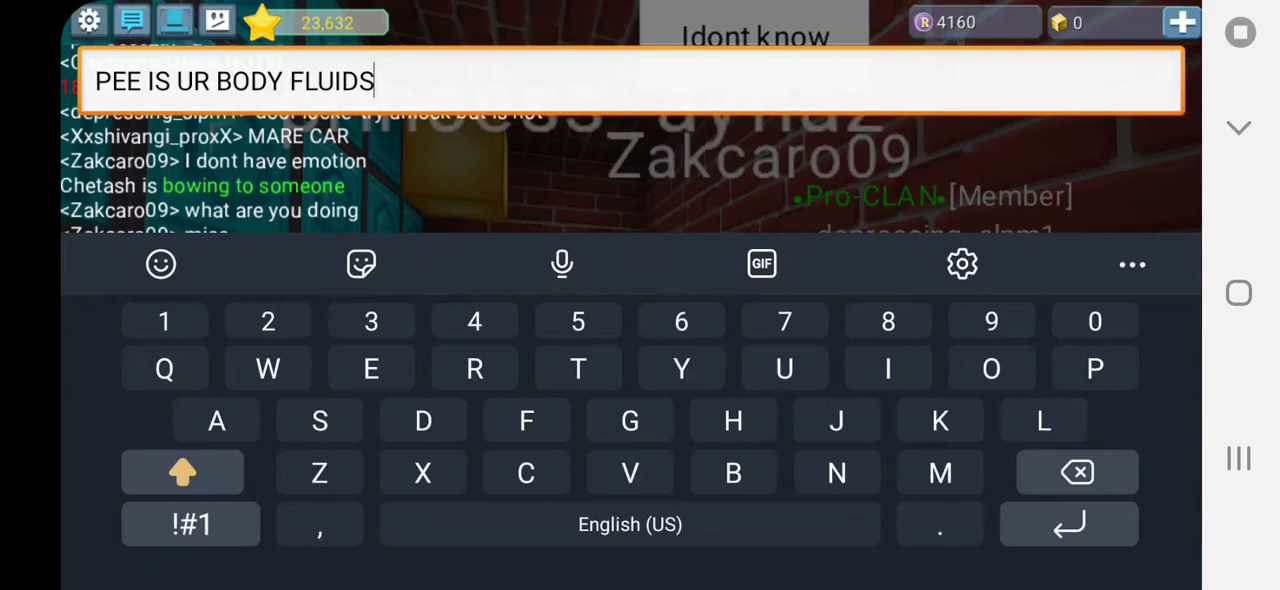 23,632
4160
0
Idont know
PEE IS UR BODY FLUIDS
<XxshivangI_proxX> MARE CAR
<Zakcaro09> I dont have emotion
Chetash is bowing to someone
<Zakcaro09> what are you doing
Zakcaro09
•Pro-CLAN•[Member]
GIF
1 2 3 4 5 6 7 8 9 0
Q W E R T Y U I O P
A S D F G H J K L
Z X C V B N M
!#1 , English (US) .